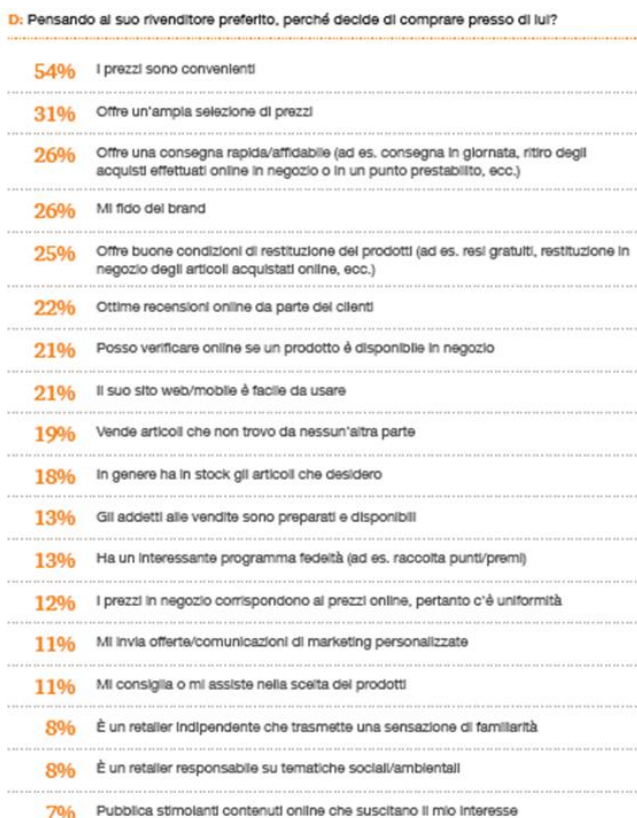 D: Pensando al suo rivenditore preferito, perché decide di comprare presso di lui?
54% I prezzi sono convenienti
31% Offre un'ampia selezione di prezzi
26% Offre una consegna rapida/affidabile (ad es. consegna in giornata, ritiro degli
acquisti effettuati online in negozio o in un punto prestabilito, ecc.)
26% Mi fido del brand
25% Offre buone condizioni di restituzione dei prodotti (ad es. resi gratuiti, restituzione in
negozio degli articoli acquistati online, ecc.)
22% Ottime recensioni online da parte dei clienti
21% Posso verificare online se un prodotto è disponibile in negozio
21% Il suo sito web/mobile è facile da usare
19% Vende articoli che non trovo da nessun'altra parte
18% In genere ha in stock gli articoli che desidero
13% Gli addetti alle vendite sono preparati e disponibili
13% Ha un interessante programma fedeltà (ad es. raccolta punti/premi)
12% I prezzi in negozio corrispondono ai prezzi online, pertanto c'è uniformità
11% Mi invia offerte/comunicazioni di marketing personalizzate
11% Mi consiglia o mi assiste nella scelta dei prodotti
8% È un retailer indipendente che trasmette una sensazione di familiarità
8% È un retailer responsabile su tematiche sociali/ambientali
7% Pubblica stimolanti contenuti online che suscitano il mio interesse